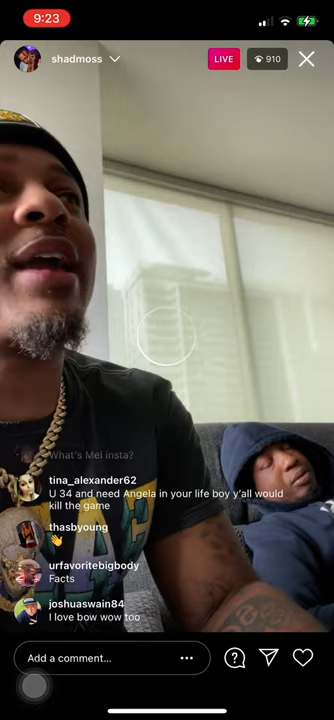 9:23
shadmoss
LIVE
910
What's Mel insta?
tina_alexander62
U 34 and need Angela in your life boy y'all would
kill the game
thasbyoung
👋
urfavoritebigbody
Facts
joshuaswain84
I love bow wow too
Add a comment...